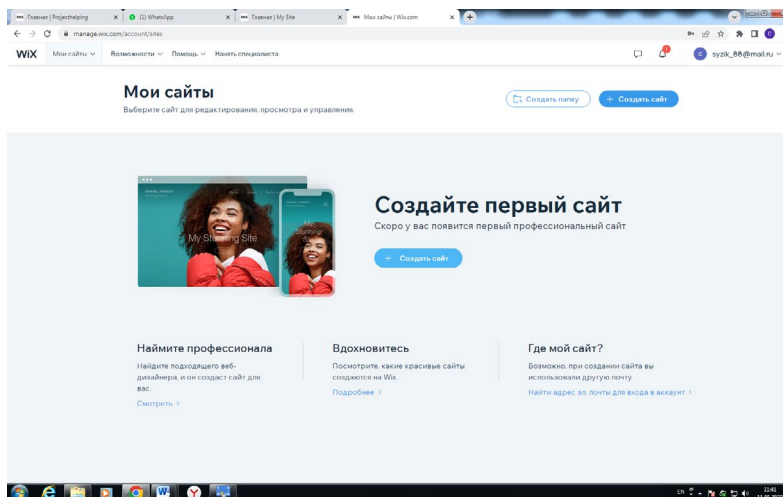 Главная | Projecthelping
(1) WhatsApp
Главная | My Site
Мои сайты | Wix.com
manage.wix.com/account/sites
WiX
Мои сайты
Возможности
Помощь
Нанять специалиста
syzik_88@mail.ru
Мои сайты
Выберите сайт для редактирования, просмотра и управления.
Создать папку
+ Создать сайт
My Stunning Site
My Stunning Site
Создайте первый сайт
Скоро у вас появится первый профессиональный сайт
+ Создать сайт
Наймите профессионала
Найдите подходящего веб-
дизайнера, и он создаст сайт для
вас.
Смотреть >
Вдохновитесь
Посмотрите, какие красивые сайты
создаются на Wix.
Подробнее >
Где мой сайт?
Возможно, при создании сайта вы
использовали другую почту.
Найти адрес эл. почты для входа в аккаунт >
EN
11:41